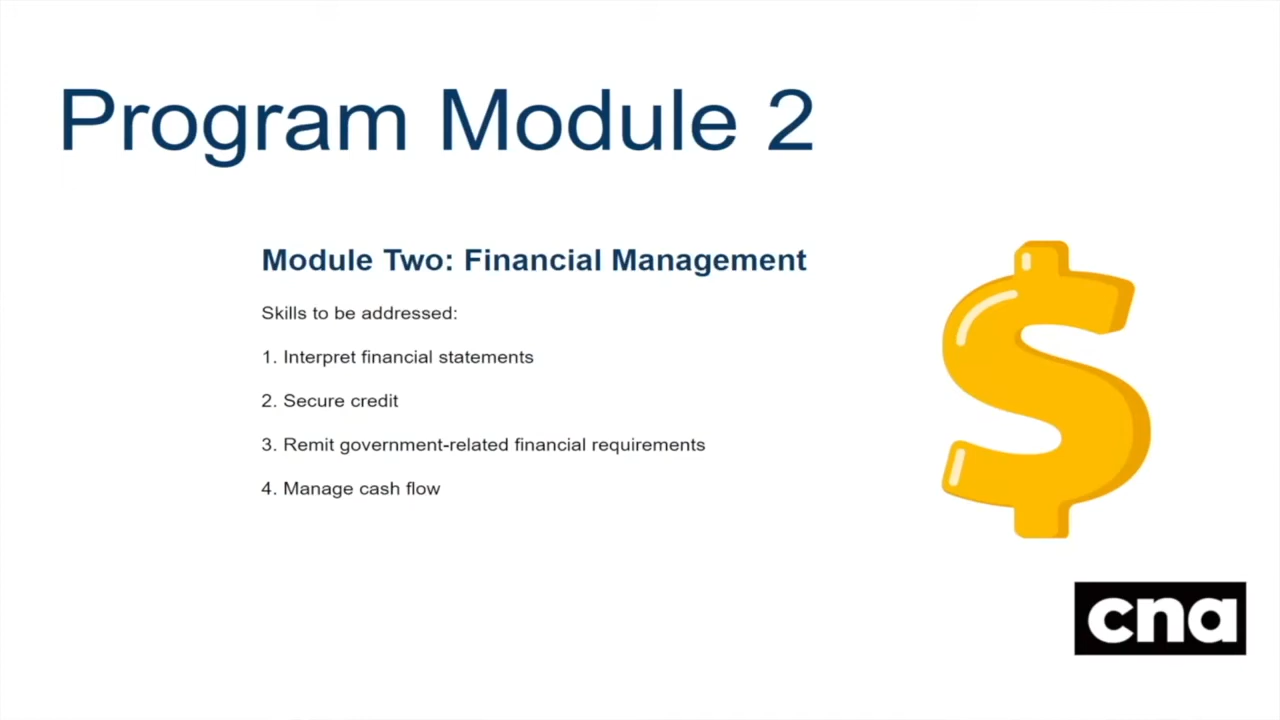 Program Module 2
Module Two: Financial Management
Skills to be addressed:
1. Interpret financial statements
2. Secure credit
3. Remit government-related financial requirements
4. Manage cash flow
cna